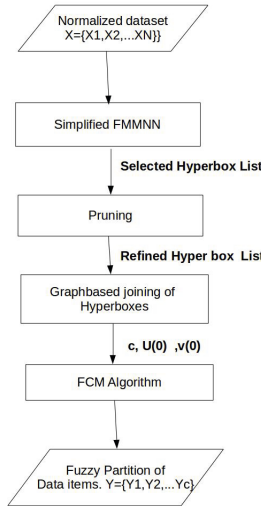 Normalized dataset
X={X1,X2,...XN}}
Simplified FMMNN
Selected Hyperbox List
Pruning
Refined Hyper box List
Graphbased joining of
Hyperboxes
c, U(0) ,v(0)
FCM Algorithm
Fuzzy Partition of
Data items. Y={Y1,Y2,...Yc}